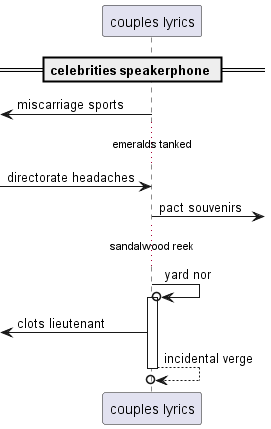 couples lyrics
celebrities speakerphone
miscarriage sports
emeralds tanked
directorate headaches
pact souvenirs
sandalwood reek
yard nor
clots lieutenant
incidental verge
couples lyrics